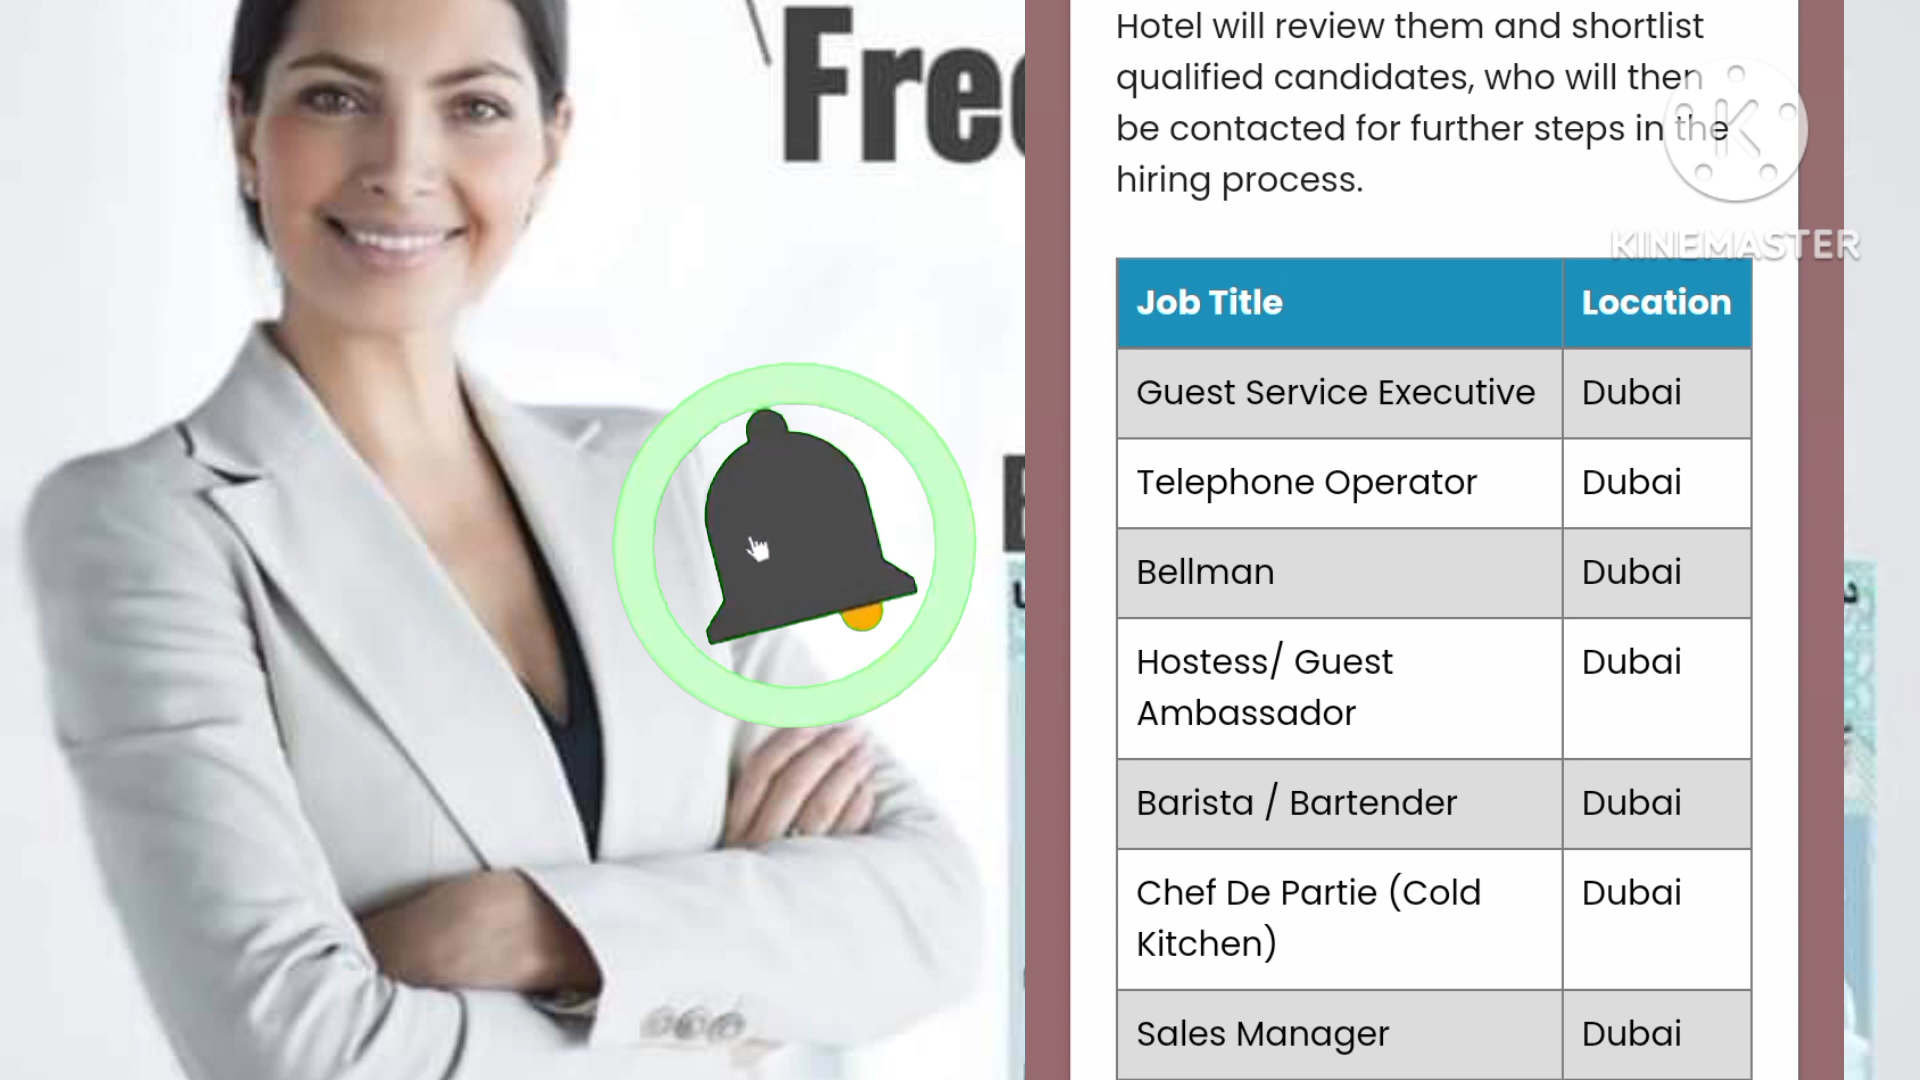 Free
Hotel will review them and shortlist
qualified candidates, who will then
be contacted for further steps in the
hiring process.
K
KINEMASTER
Job Title Location
Guest Service Executive Dubai
Telephone Operator Dubai
Bellman Dubai
Hostess/ Guest Dubai
Ambassador
Barista / Bartender Dubai
Chef De Partie (Cold Dubai
Kitchen)
Sales Manager Dubai